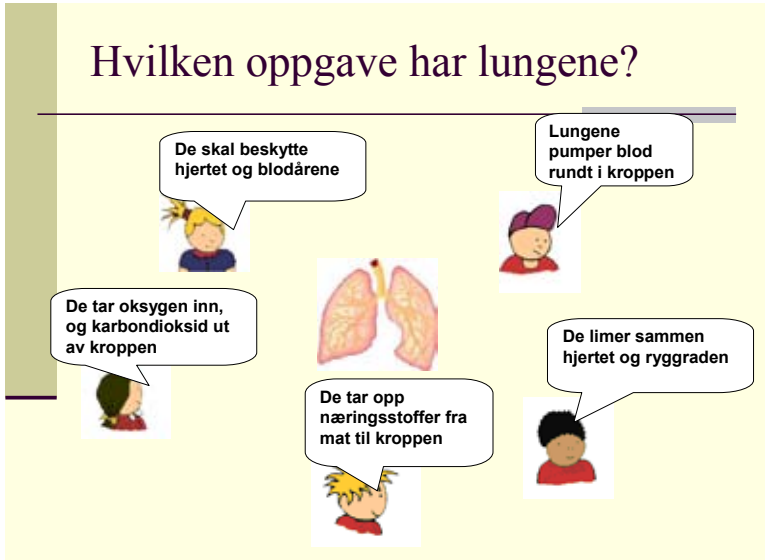 Hvilken oppgave har lungene?
De skal beskytte
hjertet og blodårene
Lungene
pumper blod
rundt i kroppen
De tar oksygen inn,
og karbondioksid ut
av kroppen
De limer sammen
hjertet og ryggraden
De tar opp
næringsstoffer fra
mat til kroppen